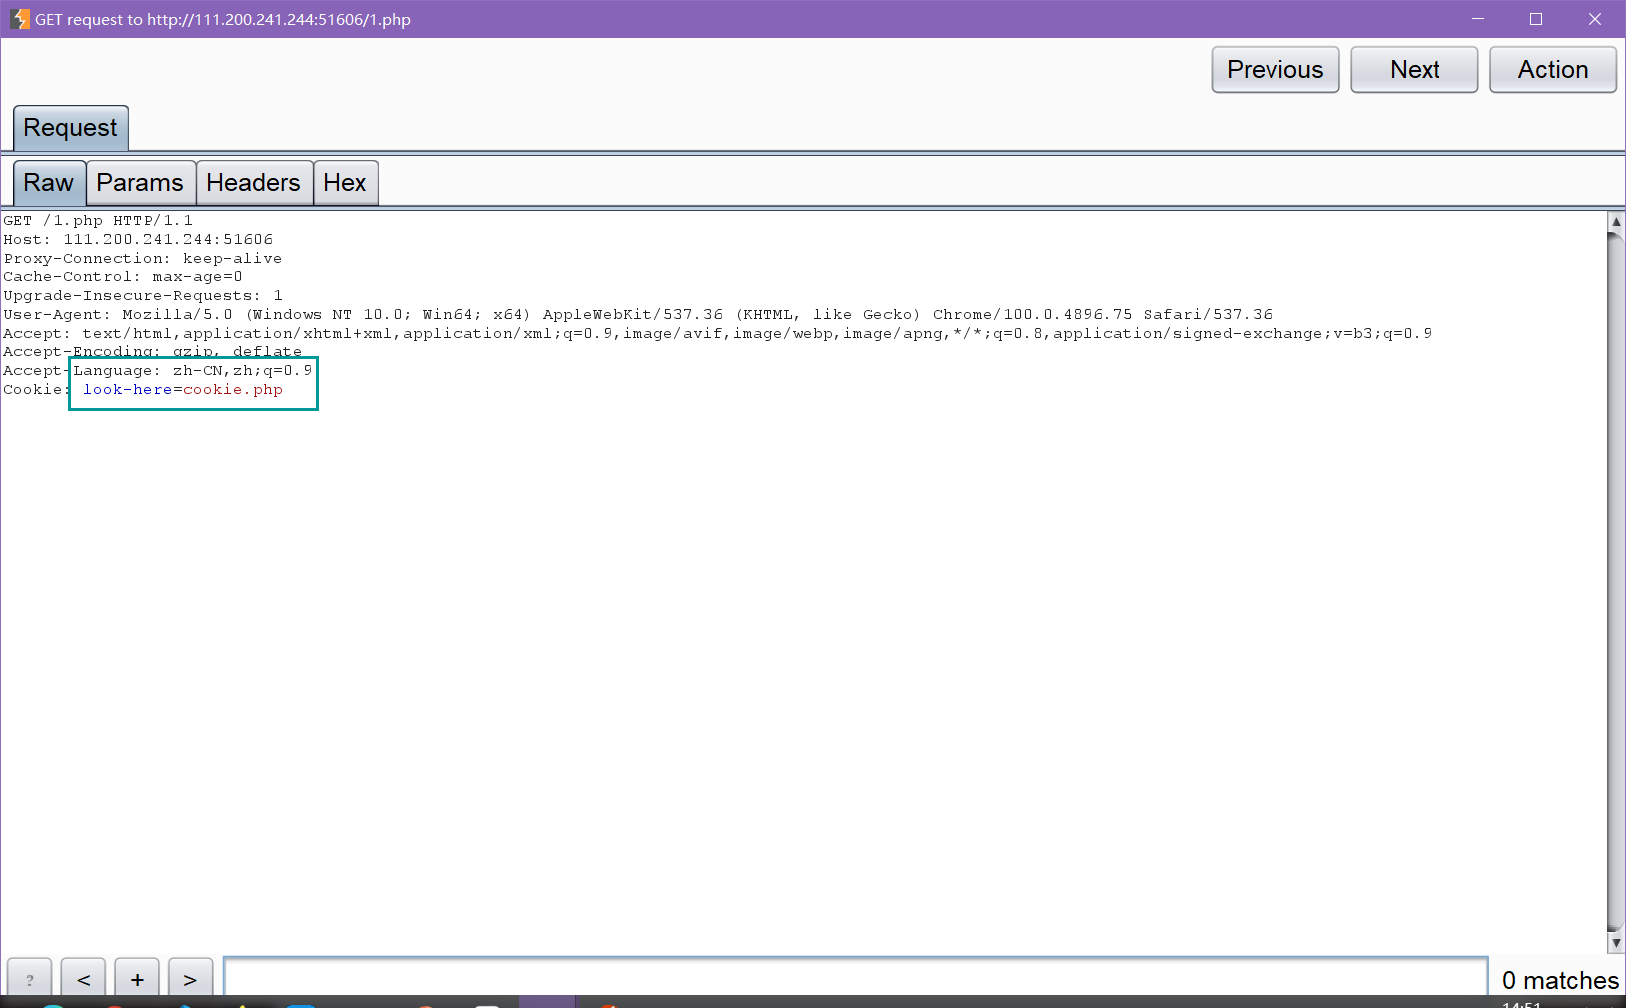 GET request to http://111.200.241.244:51606/1.php
Previous Next Action
Request
Raw Params Headers Hex
GET /1.php HTTP/1.1
Host: 111.200.241.244:51606
Proxy-Connection: keep-alive
Cache-Control: max-age=0
Upgrade-Insecure-Requests: 1
User-Agent: Mozilla/5.0 (Windows NT 10.0; Win64; x64) AppleWebKit/537.36 (KHTML, like Gecko) Chrome/100.0.4896.75 Safari/537.36
Accept: text/html,application/xhtml+xml,application/xml;q=0.9,image/avif,image/webp,image/apng,*/*;q=0.8,application/signed-exchange;v=b3;q=0.9
Accept-Encoding: gzip, deflate
Accept-Language: zh-CN,zh;q=0.9
Cookie: look-here=cookie.php
? < + > 0 matches
14:51